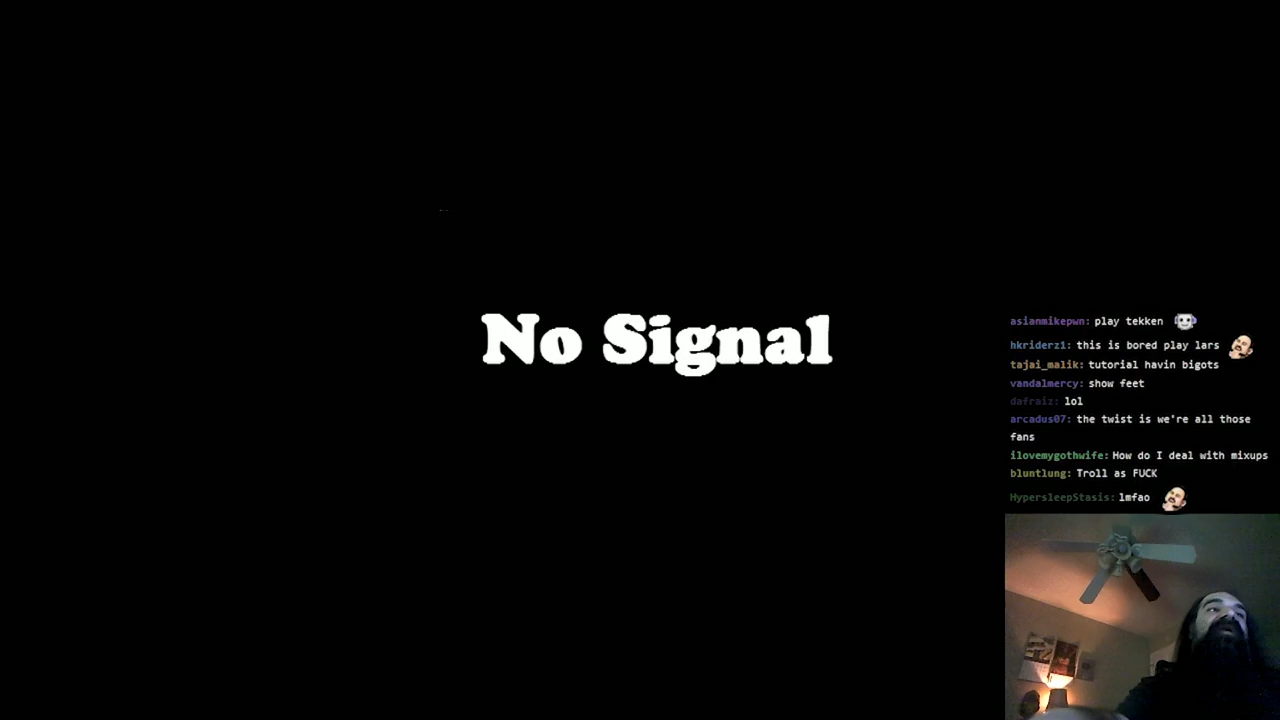 No Signal
asianmikepwn: play tekken
hkriderz1: this is bored play lars
tajai_malik: tutorial havin bigots
vandalmercy: show feet
dafraiz: lol
arcadus07: the twist is we're all those
fans
ilovemygothwife: How do I deal with mixups
bluntlung: Troll as FUCK
HypersleepStasis: lmfao